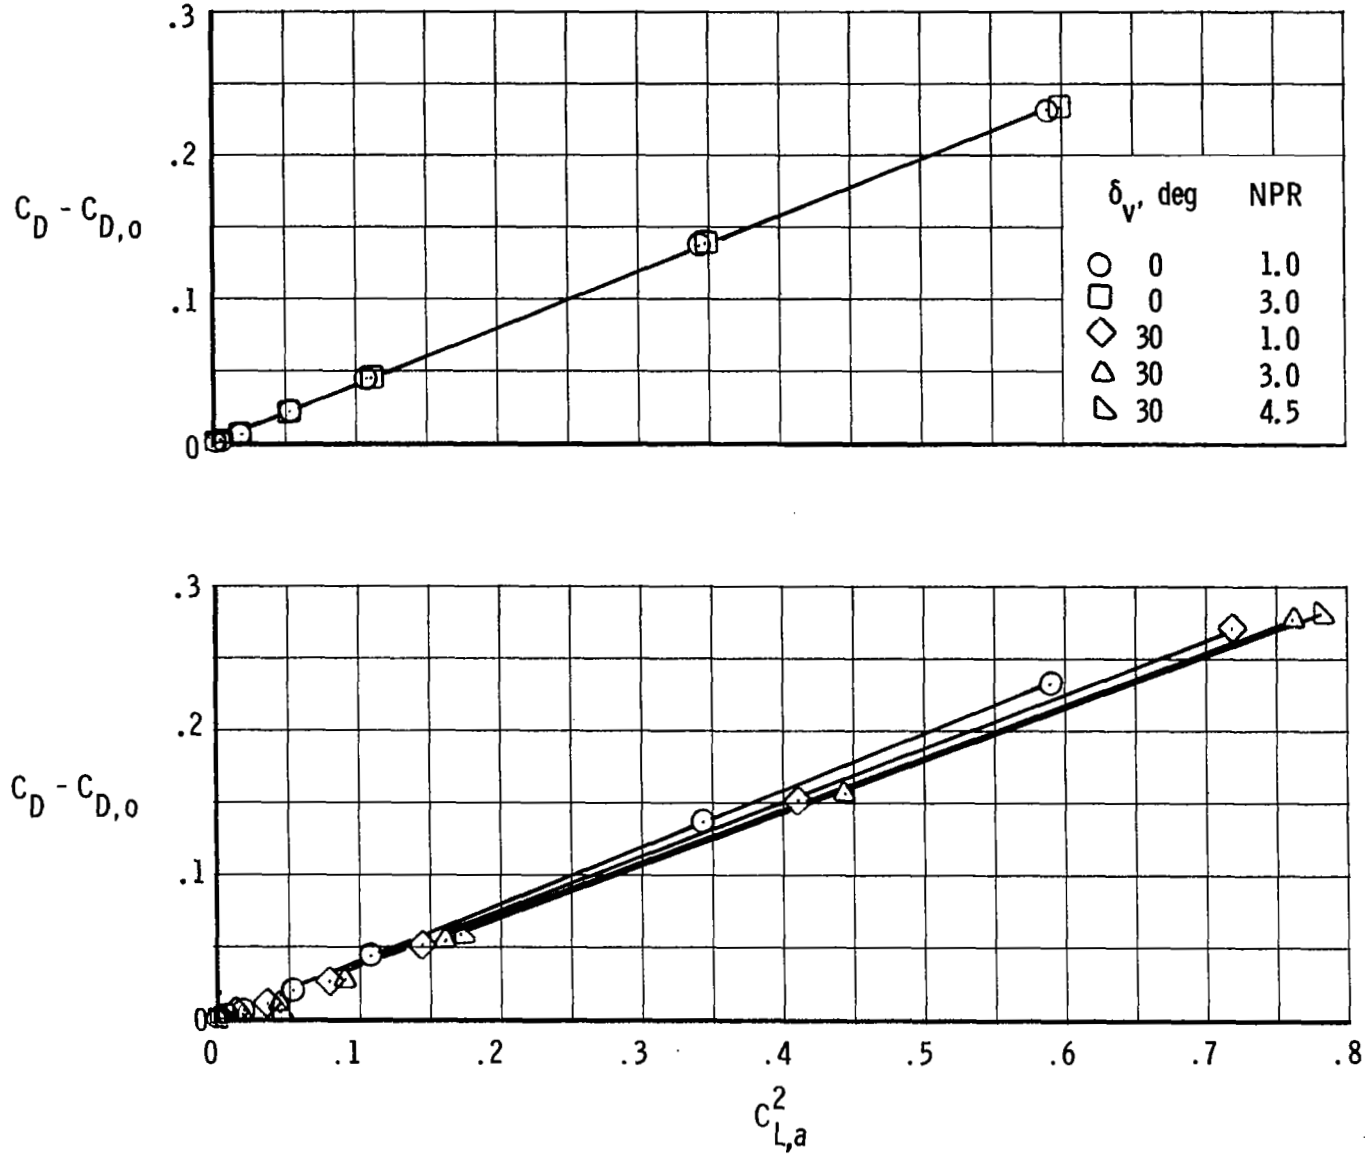 .3
.2
C_D - C_D,o
.1
0
δ_v, deg NPR
0 1.0
0 3.0
30 1.0
30 3.0
30 4.5
.3
.2
C_D - C_D,o
.1
0
0 .1 .2 .3 .4 .5 .6 .7 .8
C²_L,a